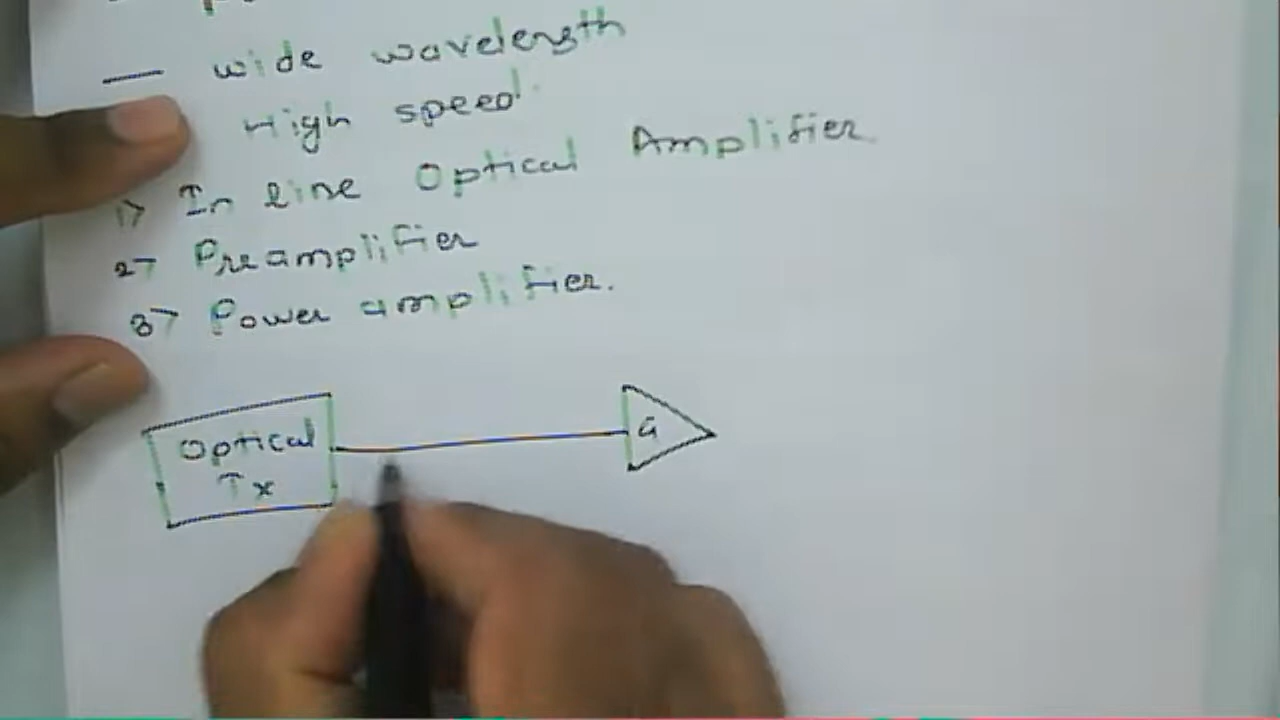 — wide wavelength
High speed
1> In line Optical Amplifier
2> Preamplifier
3> Power amplifier.
Optical
Tx
G